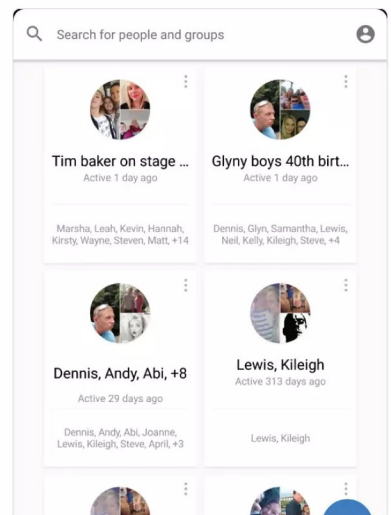 Search for people and groups
Tim baker on stage ...
Active 1 day ago
Marsha, Leah, Kevin, Hannah,
Kirsty, Wayne, Steven, Matt, +14
Glyny boys 40th birt...
Active 1 day ago
Dennis, Glyn, Samantha, Lewis,
Neil, Kelly, Kileigh, Steve, +4
Dennis, Andy, Abi, +8
Active 29 days ago
Dennis, Andy, Abi, Joanne,
Lewis, Kileigh, Steve, April, +3
Lewis, Kileigh
Active 313 days ago
Lewis, Kileigh